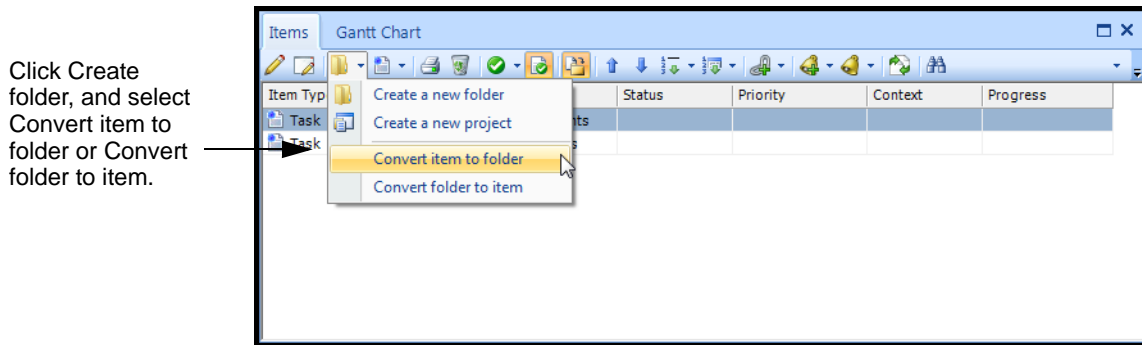 Click Create
folder, and select
Convert item to
folder or Convert
folder to item.
Items Gantt Chart
Item Typ Status Priority Context Progress
Create a new folder
Task nts
Create a new project
Task s
Convert item to folder
Convert folder to item